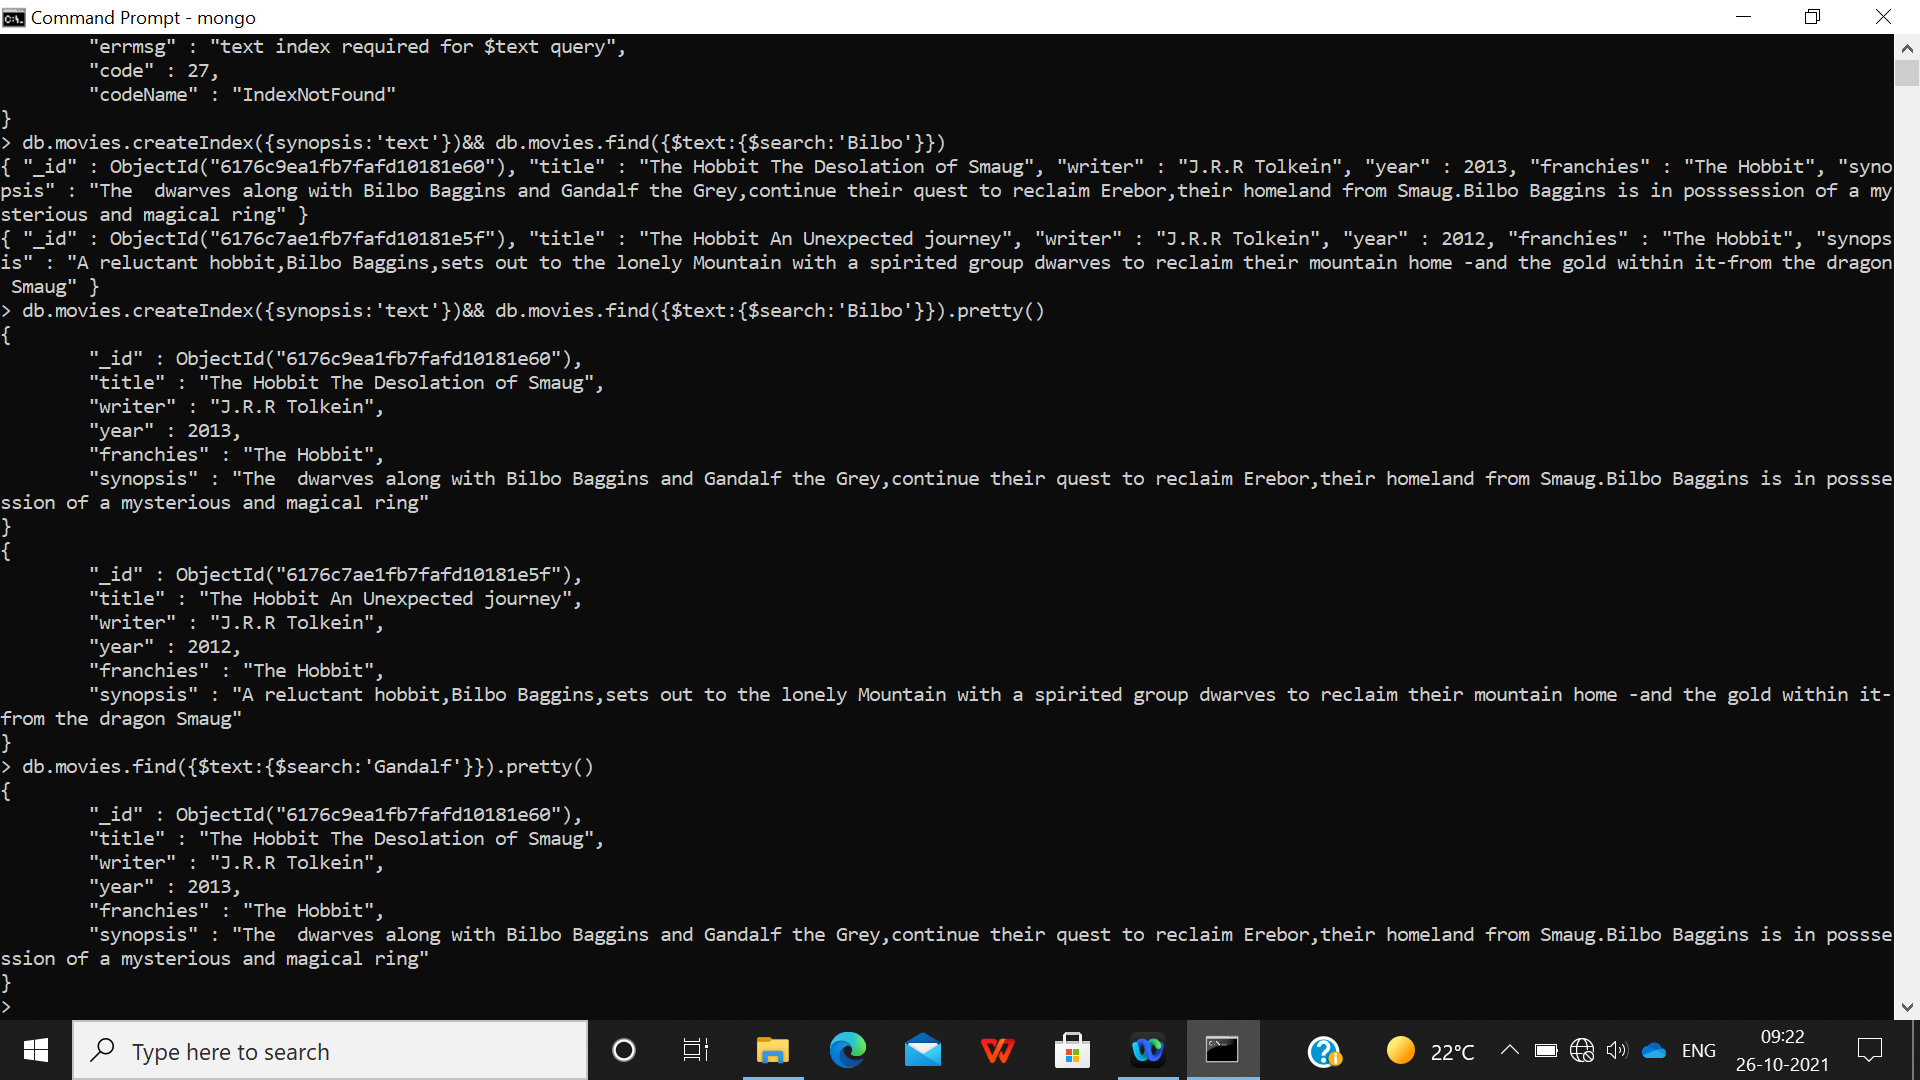 Command Prompt - mongo
"errmsg" : "text index required for $text query",
"code" : 27,
"codeName" : "IndexNotFound"
}
> db.movies.createIndex({synopsis:'text'})&& db.movies.find({$text:{$search:'Bilbo'}})
{ "_id" : ObjectId("6176c9ea1fb7fafd10181e60"), "title" : "The Hobbit The Desolation of Smaug", "writer" : "J.R.R Tolkein", "year" : 2013, "franchies" : "The Hobbit", "syno
psis" : "The  dwarves along with Bilbo Baggins and Gandalf the Grey,continue their quest to reclaim Erebor,their homeland from Smaug.Bilbo Baggins is in posssession of a my
sterious and magical ring" }
{ "_id" : ObjectId("6176c7ae1fb7fafd10181e5f"), "title" : "The Hobbit An Unexpected journey", "writer" : "J.R.R Tolkein", "year" : 2012, "franchies" : "The Hobbit", "synops
is" : "A reluctant hobbit,Bilbo Baggins,sets out to the lonely Mountain with a spirited group dwarves to reclaim their mountain home -and the gold within it-from the dragon
 Smaug" }
> db.movies.createIndex({synopsis:'text'})&& db.movies.find({$text:{$search:'Bilbo'}}).pretty()
{
"_id" : ObjectId("6176c9ea1fb7fafd10181e60"),
"title" : "The Hobbit The Desolation of Smaug",
"writer" : "J.R.R Tolkein",
"year" : 2013,
"franchies" : "The Hobbit",
"synopsis" : "The  dwarves along with Bilbo Baggins and Gandalf the Grey,continue their quest to reclaim Erebor,their homeland from Smaug.Bilbo Baggins is in possse
ssion of a mysterious and magical ring"
}
{
"_id" : ObjectId("6176c7ae1fb7fafd10181e5f"),
"title" : "The Hobbit An Unexpected journey",
"writer" : "J.R.R Tolkein",
"year" : 2012,
"franchies" : "The Hobbit",
"synopsis" : "A reluctant hobbit,Bilbo Baggins,sets out to the lonely Mountain with a spirited group dwarves to reclaim their mountain home -and the gold within it-
from the dragon Smaug"
}
> db.movies.find({$text:{$search:'Gandalf'}}).pretty()
{
"_id" : ObjectId("6176c9ea1fb7fafd10181e60"),
"title" : "The Hobbit The Desolation of Smaug",
"writer" : "J.R.R Tolkein",
"year" : 2013,
"franchies" : "The Hobbit",
"synopsis" : "The  dwarves along with Bilbo Baggins and Gandalf the Grey,continue their quest to reclaim Erebor,their homeland from Smaug.Bilbo Baggins is in possse
ssion of a mysterious and magical ring"
}
>
Type here to search
22°C
ENG
09:22
26-10-2021